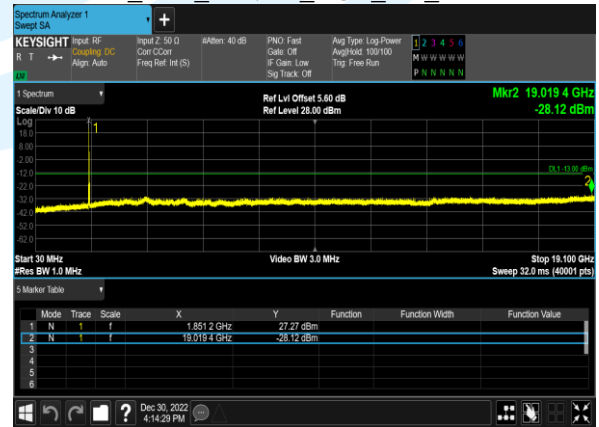 Spectrum Analyzer 1
Swept SA
+
KEYSIGHT Input: RF Input Z: 50 Ω #Atten: 40 dB PNO: Fast Avg Type: Log-Power 1 2 3 4 5 6
R T Coupling: DC Corr CCorr Gate: Off Avg|Hold: 100/100 M W W W W W
Align: Auto Freq Ref: Int (S) IF Gain: Low Trig: Free Run P N N N N N
LW Sig Track: Off
1 Spectrum Ref Lvl Offset 5.60 dB Mkr2 19.019 4 GHz
Scale/Div 10 dB Ref Level 28.00 dBm -28.12 dBm
Log
1
18.0
8.00
-2.00
-12.0 DL1 -13.00 dBm
2
-22.0
-32.0
-42.0
-52.0
-62.0
Start 30 MHz Video BW 3.0 MHz Stop 19.100 GHz
#Res BW 1.0 MHz Sweep 32.0 ms (40001 pts)
5 Marker Table
Mode Trace Scale X Y Function Function Width Function Value
1 N 1 f 1.851 2 GHz 27.27 dBm
2 N 1 f 19.019 4 GHz -28.12 dBm
3
4
5
6
? Dec 30, 2022
4:14:29 PM